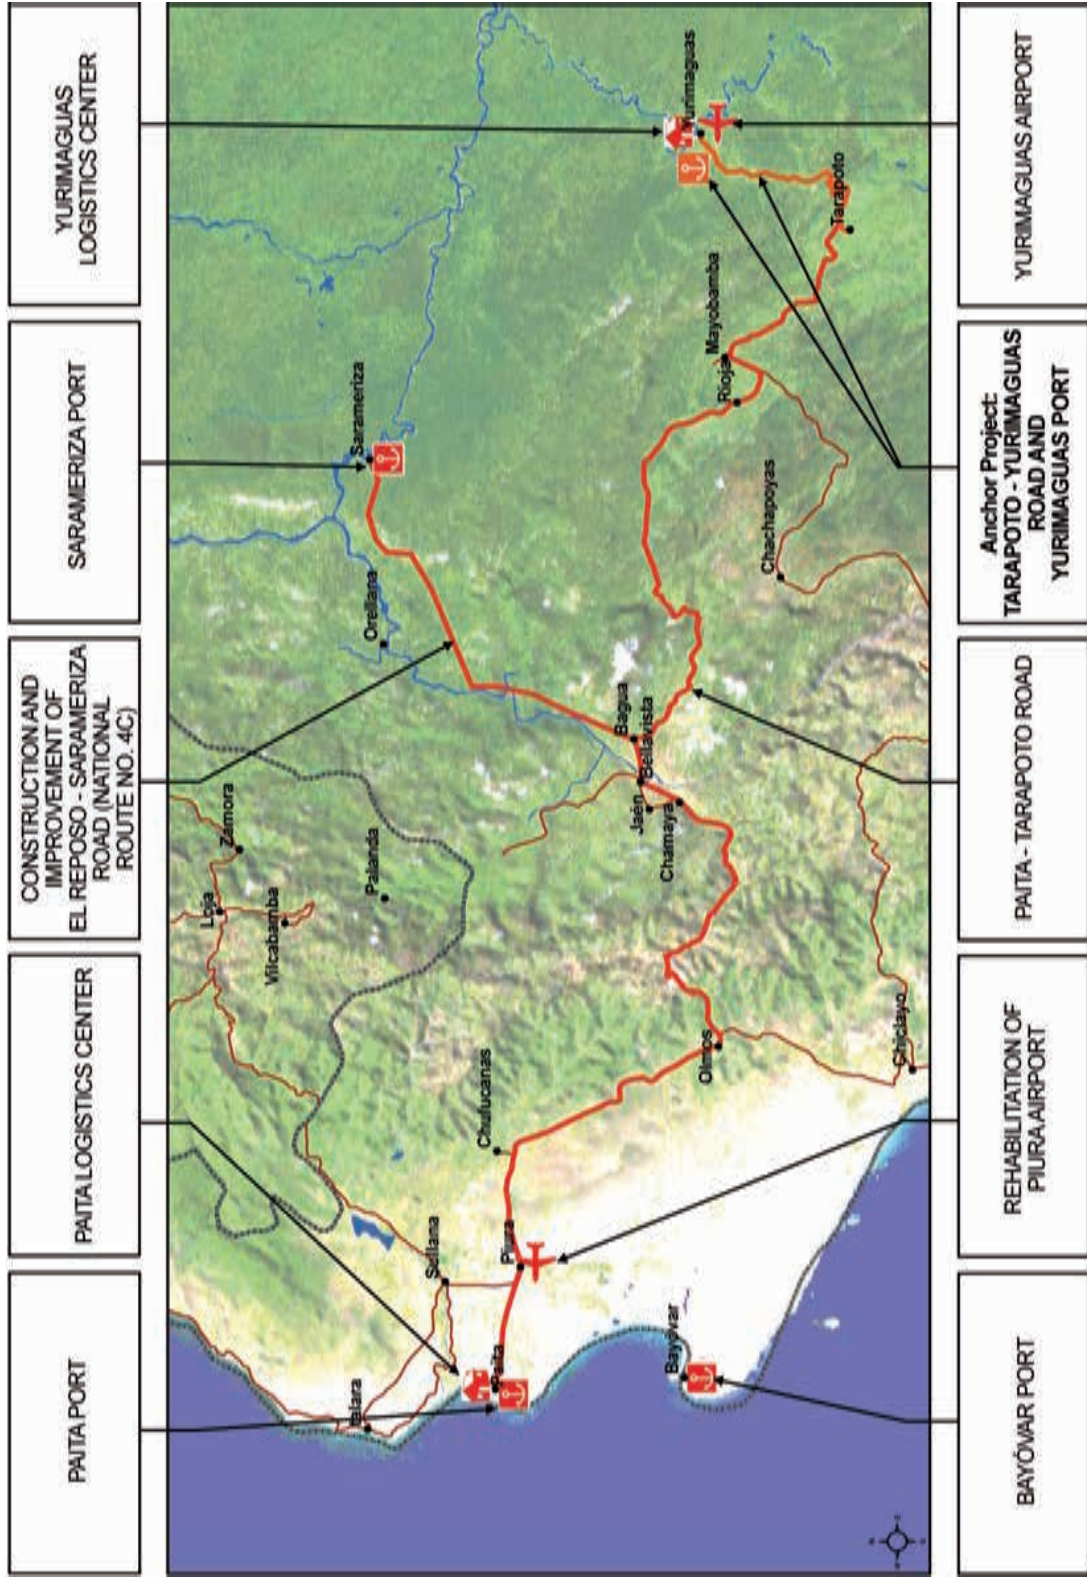 PAITA PORT
PAITA LOGISTICS CENTER
CONSTRUCTION AND
IMPROVEMENT OF
EL REPOSO - SARAMERIZA
ROAD (NATIONAL
ROUTE NO. 4C)
SARAMERIZA PORT
YURIMAGUAS
LOGISTICS CENTER
Talara
Sullana
Paita
Piura
Bayóvar
Chulucanas
Olmos
Chiclayo
Loja
Zamora
Vilcabamba
Palanda
Jaén
Chamaya
Bellavista
Bagua
Orellana
Sarameriza
Chachapoyas
Rioja
Mayobamba
Tarapoto
Yurimaguas
BAYÓVAR PORT
REHABILITATION OF
PIURA AIRPORT
PAITA - TARAPOTO ROAD
Anchor Project:
TARAPOTO - YURIMAGUAS
ROAD AND
YURIMAGUAS PORT
YURIMAGUAS AIRPORT